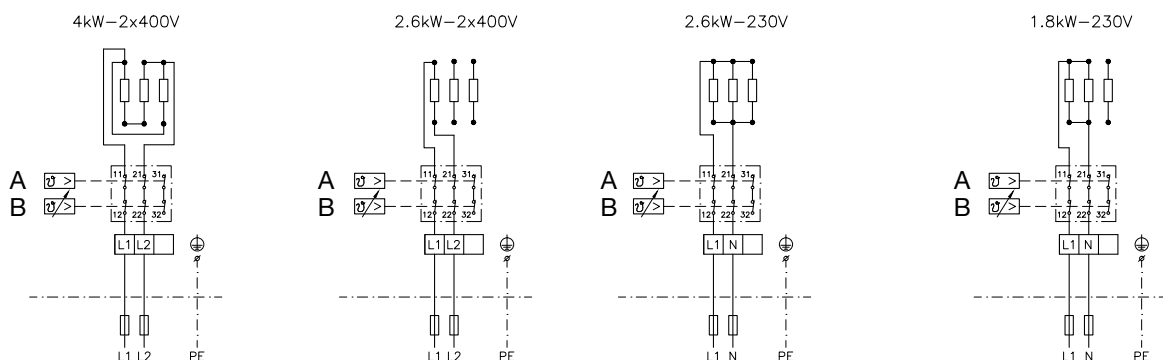 4kW-2x400V 2.6kW-2x400V 2.6kW-230V 1.8kW-230V
11 21 31 11 21 31 11 21 31 11 21 31
A ϑ > A ϑ > A ϑ > A ϑ >
B ϑ > B ϑ > B ϑ > B ϑ >
12 22 32 12 22 32 12 22 32 12 22 32
L1 L2 L1 L2 L1 N L1 N
L1 L2 PE L1 L2 PE L1 N PE L1 N PE